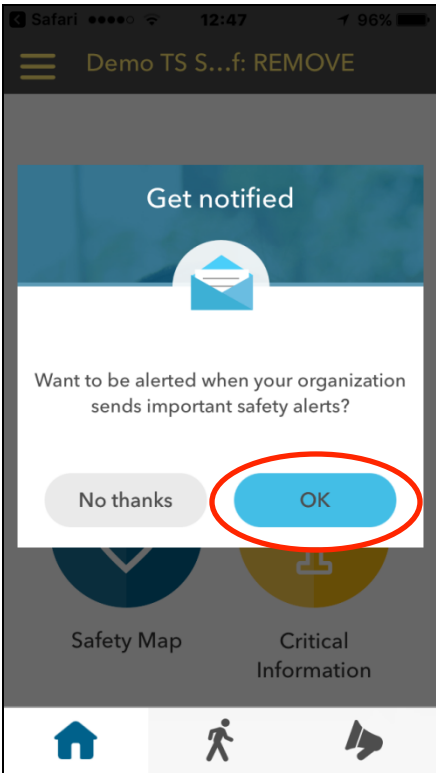 Safari 12:47 96%
Demo TS S...f: REMOVE
Get notified
Want to be alerted when your organization
sends important safety alerts?
No thanks OK
Safety Map Critical
Information